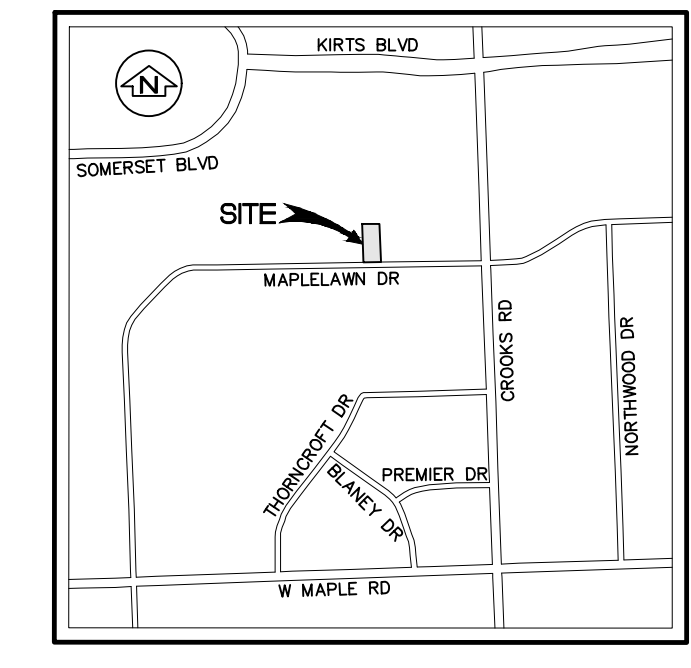 KIRTS BLVD
N
SOMERSET BLVD
SITE
MAPLELAWN DR
CROOKS RD
NORTHWOOD DR
THORNCROFT DR
BLANEY DR
PREMIER DR
W MAPLE RD